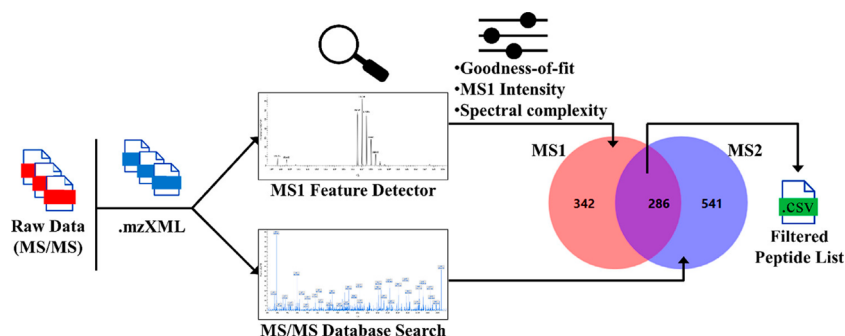 •Goodness-of-fit
•MS1 Intensity
•Spectral complexity
Raw Data
(MS/MS)
.mzXML
MS1 Feature Detector
MS/MS Database Search
MS1
MS2
342
286
541
.CSV
Filtered
Peptide List